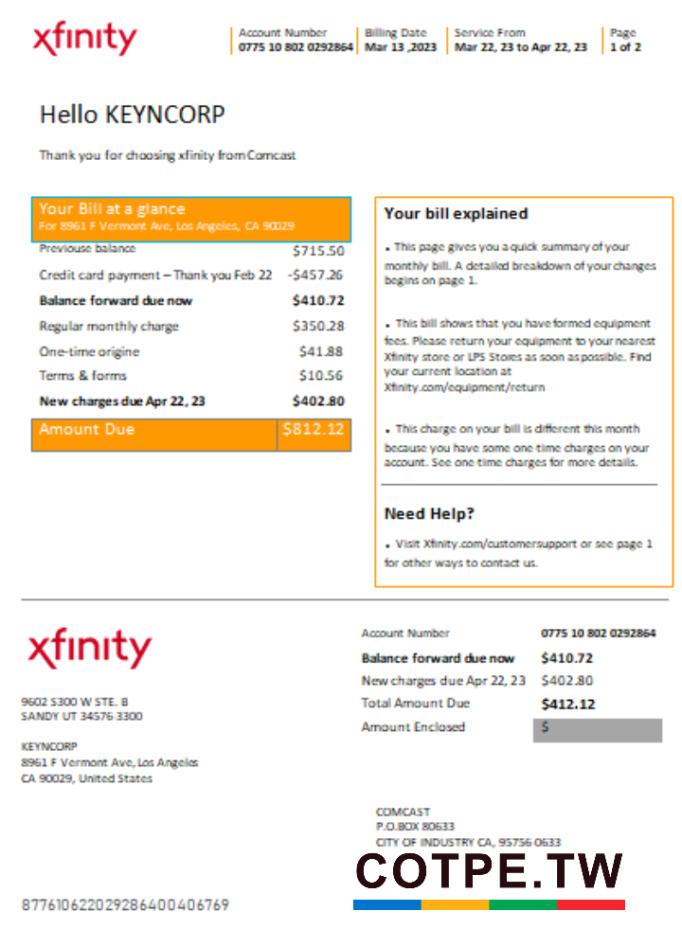 xfinity
Account Number
0775 10 802 0292864
Billing Date
Mar 13 ,2023
Service From
Mar 22, 23 to Apr 22, 23
Page
1 of 2
Hello KEYNCORP
Thank you for choosing xfinity from Comcast
Your Bill at a glance
For 8961 F Vermont Ave, Los Angeles, CA 90029
Previouse balance $715.50
Credit card payment – Thank you Feb 22 -$457.26
Balance forward due now $410.72
Regular monthly charge $350.28
One-time origine $41.88
Terms & forms $10.56
New charges due Apr 22, 23 $402.80
Amount Due $812.12
Your bill explained
• This page gives you a quick summary of your
monthly bill. A detailed breakdown of your changes
begins on page 1.
• This bill shows that you have formed equipment
fees. Please return your equipment to your nearest
Xfinity store or LPS Stores as soon as possible. Find
your current location at
Xfinity.com/equipment/return
• This charge on your bill is different this month
because you have some one time charges on your
account. See one time charges for more details.
Need Help?
• Visit Xfinity.com/customersupport or see page 1
for other ways to contact us.
xfinity
9602 S300 W STE. B
SANDY UT 34576 3300
KEYNCORP
8961 F Vermont Ave, Los Angeles
CA 90029, United States
Account Number 0775 10 802 0292864
Balance forward due now $410.72
New charges due Apr 22, 23 $402.80
Total Amount Due $412.12
Amount Enclosed $
COMCAST
P.O.BOX 80633
CITY OF INDUSTRY CA, 95756 0633
COTPE.TW
877610622029286400406769